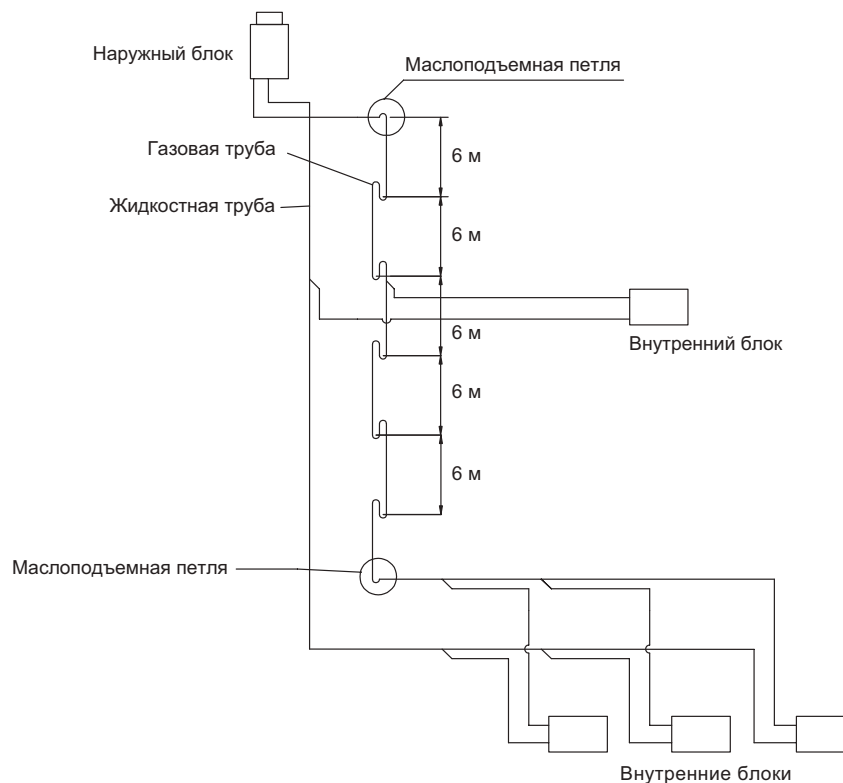 Наружный блок
Маслоподъемная петля
Газовая труба
6 м
Жидкостная труба
6 м
6 м
Внутренний блок
6 м
6 м
Маслоподъемная петля
Внутренние блоки